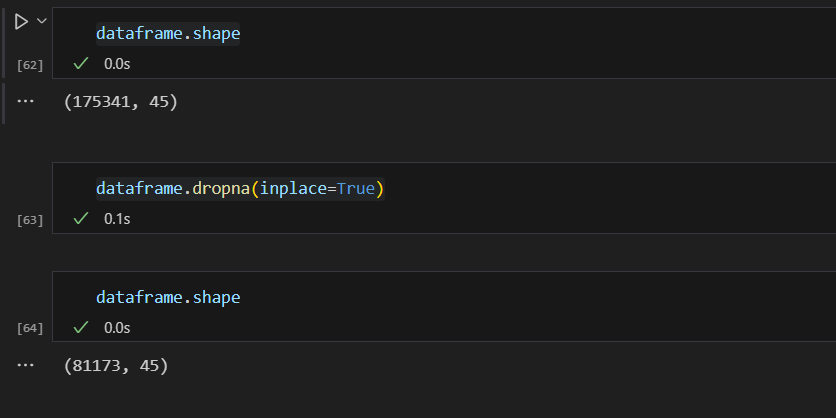 dataframe.shape
[62]
0.0s
(175341, 45)
dataframe.dropna(inplace=True)
[63]
0.1s
dataframe.shape
[64]
0.0s
(81173, 45)